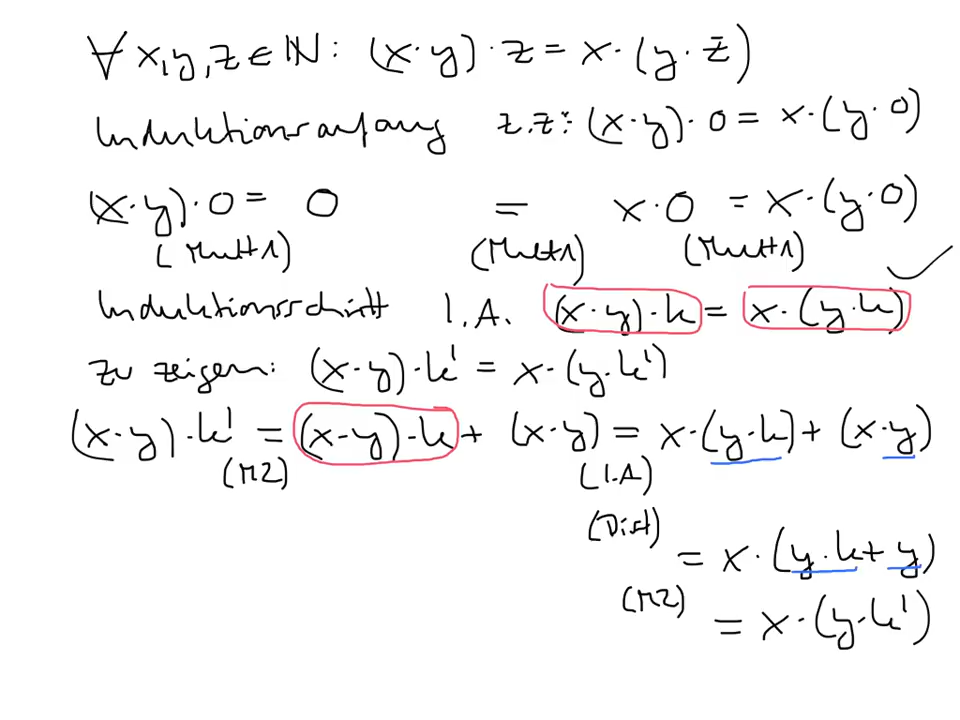 ∀ x,y,z ∈ ℕ: (x·y)·z = x·(y·z)
Induktionsanfang z.z: (x·y)·0 = x·(y·0)
(x·y)·0 = 0 = x·0 = x·(y·0)
(Mult1) (Mult1) (Mult1) ✓
Induktionsschritt I.A. (x·y)·k = x·(y·k)
zu zeigen: (x·y)·k' = x·(y·k')
(x·y)·k' = (x·y)·k + (x·y) = x·(y·k) + (x·y)
(M2) (I.A)
(Dist)
= x·(y·k + y)
(M2)
= x·(y·k')